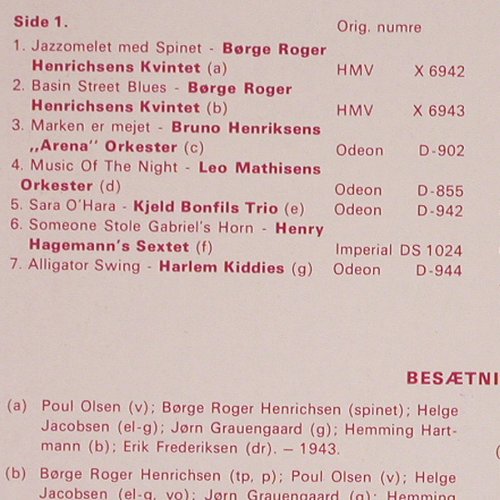 Side 1.
Orig. numre
1. Jazzomelet med Spinet - Børge Roger
Henrichsens Kvintet (a) HMV X 6942
2. Basin Street Blues - Børge Roger
Henrichsens Kvintet (b) HMV X 6943
3. Marken er mejet - Bruno Henriksens
„Arena" Orkester (c) Odeon D-902
4. Music Of The Night - Leo Mathisens
Orkester (d) Odeon D-855
5. Sara O'Hara - Kjeld Bonfils Trio (e) Odeon D-942
6. Someone Stole Gabriel's Horn - Henry
Hagemann's Sextet (f) Imperial DS 1024
7. Alligator Swing - Harlem Kiddies (g) Odeon D-944
BESÆTNI
(a) Poul Olsen (v); Børge Roger Henrichsen (spinet); Helge
Jacobsen (el-g); Jørn Grauengaard (g); Hemming Hart-
mann (b); Erik Frederiksen (dr). — 1943.
(
(b) Børge Roger Henrichsen (tp, p); Poul Olsen (v); Helge
Jacobsen (el-g, vo); Jørn Grauengaard (g); Hemming